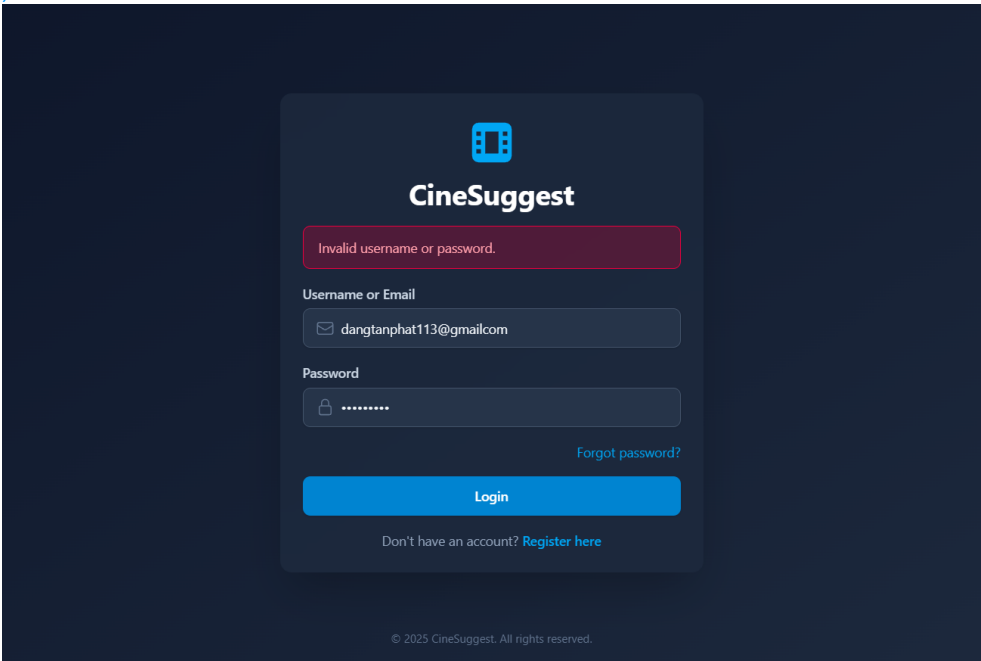 CineSuggest
Invalid username or password.
Username or Email
dangtanphat113@gmailcom
Password
•••••••••
Forgot password?
Login
Don't have an account? Register here
© 2025 CineSuggest. All rights reserved.